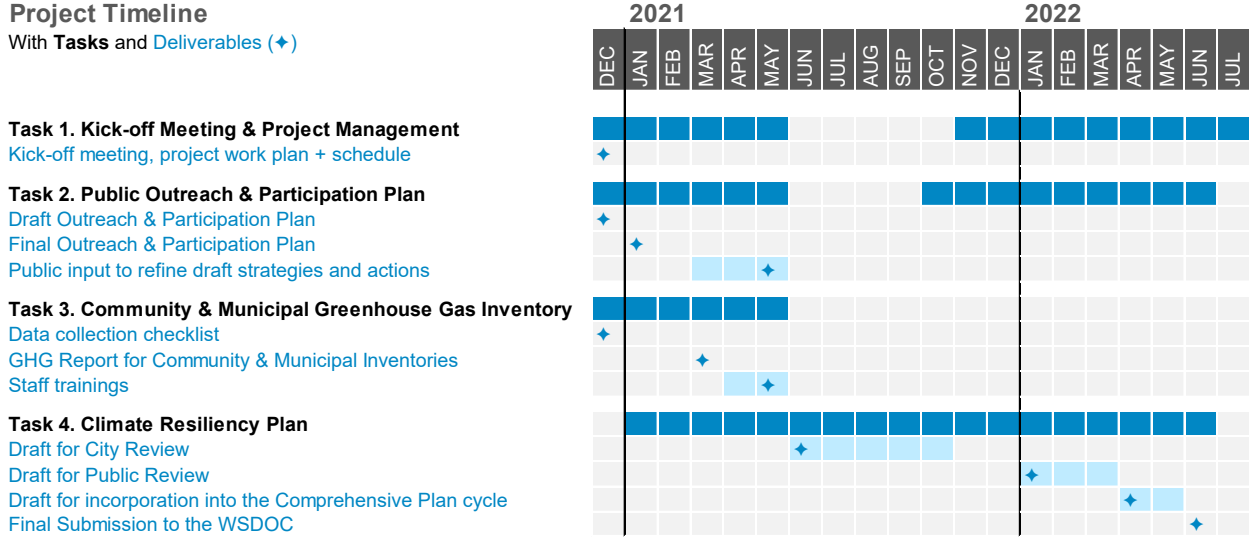 Project Timeline 2021 2022
With Tasks and Deliverables (✦)
DEC JAN FEB MAR APR MAY JUN JUL AUG SEP OCT NOV DEC JAN FEB MAR APR MAY JUN JUL
Task 1. Kick-off Meeting & Project Management
Kick-off meeting, project work plan + schedule
Task 2. Public Outreach & Participation Plan
Draft Outreach & Participation Plan
Final Outreach & Participation Plan
Public input to refine draft strategies and actions
Task 3. Community & Municipal Greenhouse Gas Inventory
Data collection checklist
GHG Report for Community & Municipal Inventories
Staff trainings
Task 4. Climate Resiliency Plan
Draft for City Review
Draft for Public Review
Draft for incorporation into the Comprehensive Plan cycle
Final Submission to the WSDOC